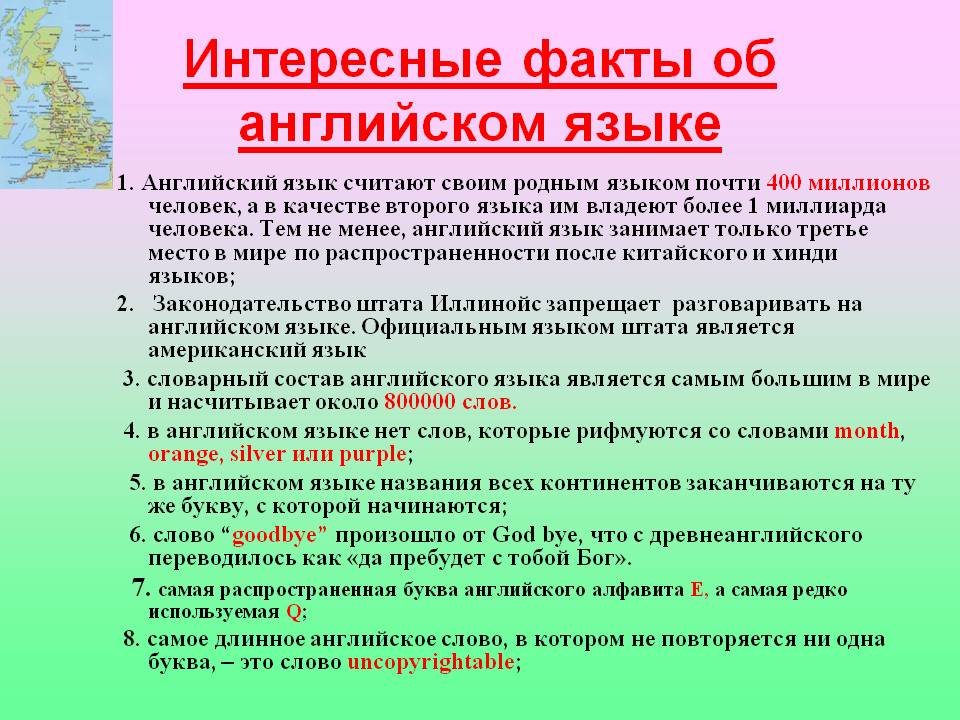 Интересные факты об
английском языке
1. Английский язык считают своим родным языком почти 400 миллионов
человек, а в качестве второго языка им владеют более 1 миллиарда
человека. Тем не менее, английский язык занимает только третье
место в мире по распространенности после китайского и хинди
языков;
2. Законодательство штата Иллинойс запрещает разговаривать на
английском языке. Официальным языком штата является
американский язык
3. словарный состав английского языка является самым большим в мире
и насчитывает около 800000 слов.
4. в английском языке нет слов, которые рифмуются со словами month,
orange, silver или purple;
5. в английском языке названия всех континентов заканчиваются на ту
же букву, с которой начинаются;
6. слово “goodbye” произошло от God bye, что с древнеанглийского
переводилось как «да пребудет с тобой Бог».
7. самая распространенная буква английского алфавита E, а самая редко
используемая Q;
8. самое длинное английское слово, в котором не повторяется ни одна
буква, – это слово uncopyrightable;